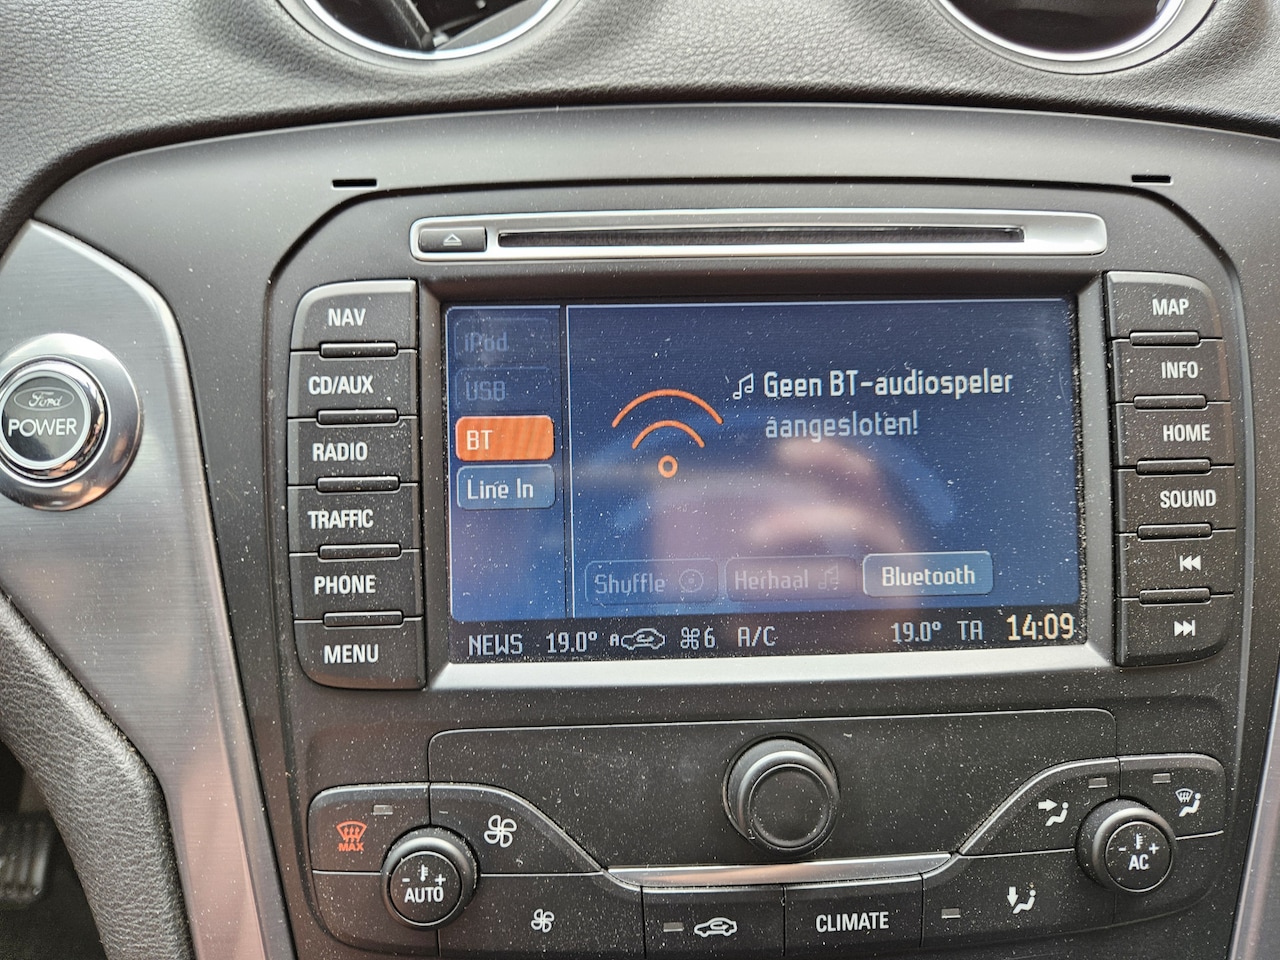 NAV
CD/AUX
RADIO
TRAFFIC
PHONE
MENU
Ford
POWER
iPod
USB
BT
Line In
Geen BT-audiospeler
aangesloten!
Shuffle
Herhaal
Bluetooth
NEWS 19.0° A 6 A/C 19.0° TA 14:09
MAP
INFO
HOME
SOUND
MAX
- +
AUTO
CLIMATE
- +
AC